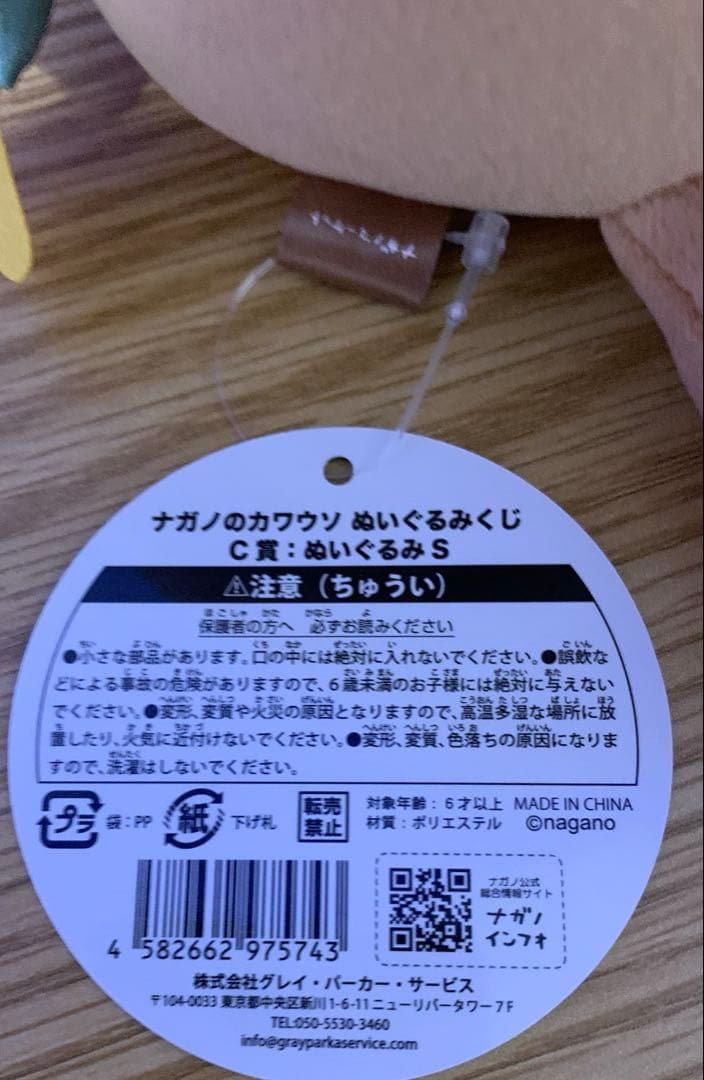 ナガノマーケット
ナガノのカワウソ ぬいぐるみくじ
C賞：ぬいぐるみS
⚠注意（ちゅうい）
保護者の方へ 必ずお読みください
●小さな部品があります。口の中には絶対に入れないでください。●誤飲な
どによる事故の危険がありますので、6歳未満のお子様には絶対に与えない
でください。●変形、変質や火災の原因となりますので、高温多湿な場所に放
置したり、火気に近付けないでください。●変形、変質、色落ちの原因になりま
すので、洗濯はしないでください。
プラ 袋：PP 紙 下げ札 転売禁止 対象年齢：6才以上 MADE IN CHINA
材質：ポリエステル ©nagano
ナガノ公式
総合情報サイト
ナガノ
インフォ
4 582662 975743
株式会社グレイ・パーカー・サービス
〒104-0033 東京都中央区新川1-6-11 ニューリバータワー7F
TEL:050-5530-3460
info@grayparkaservice.com